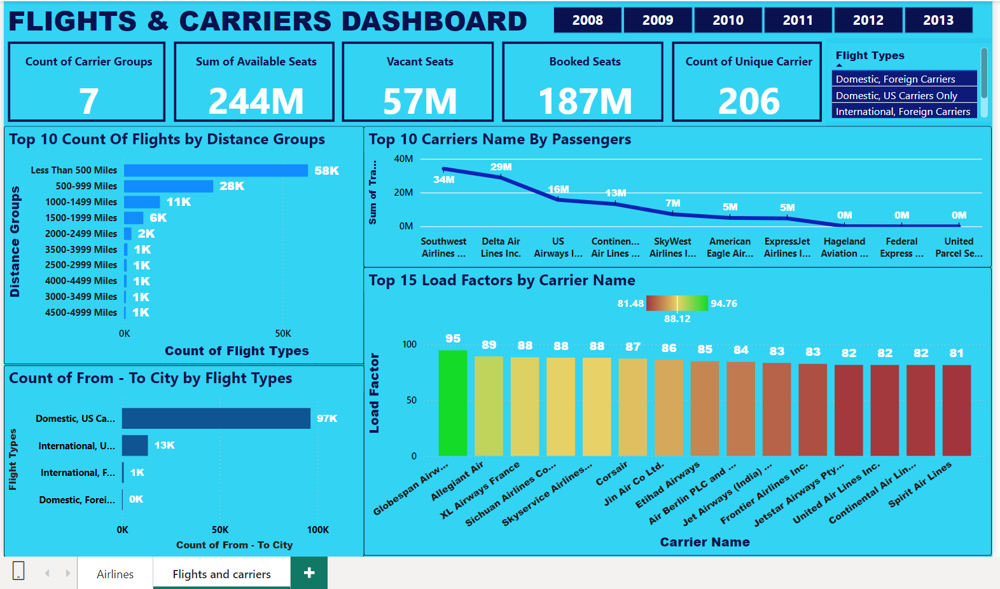 FLIGHTS & CARRIERS DASHBOARD
2008
2009
2010
2011
2012
2013
Count of Carrier Groups
7
Sum of Available Seats
244M
Vacant Seats
57M
Booked Seats
187M
Count of Unique Carrier
206
Flight Types
Domestic, Foreign Carriers
Domestic, US Carriers Only
International, Foreign Carriers
Top 10 Count Of Flights by Distance Groups
Distance Groups
Less Than 500 Miles
58K
500-999 Miles
28K
1000-1499 Miles
11K
1500-1999 Miles
6K
2000-2499 Miles
2K
3500-3999 Miles
1K
2500-2999 Miles
1K
4000-4499 Miles
1K
3000-3499 Miles
1K
4500-4999 Miles
1K
0K
50K
Count of Flight Types
Top 10 Carriers Name By Passengers
Sum of Tra...
40M
20M
0M
34M
29M
16M
13M
7M
5M
5M
0M
0M
0M
Southwest
Airlines ...
Delta Air
Lines Inc.
US
Airways I...
Continen...
Air Lines ...
SkyWest
Airlines I...
American
Eagle Air...
ExpressJet
Airlines I...
Hageland
Aviation ...
Federal
Express ...
United
Parcel Se...
Count of From - To City by Flight Types
Flight Types
Domestic, US Ca...
97K
International, U...
13K
International, F...
1K
Domestic, Forei...
0K
0K
50K
100K
Count of From - To City
Top 15 Load Factors by Carrier Name
81.48
94.76
88.12
Load Factor
100
50
0
95
89
88
88
88
87
86
85
84
83
83
82
82
82
81
Globespan Airw...
Allegiant Air
XL Airways France
Sichuan Airlines Co...
Skyservice Airlines...
Corsair
Jin Air Co Ltd.
Etihad Airways
Air Berlin PLC and ...
Jet Airways (India) ...
Frontier Airlines Inc.
Jetstar Airways Pty...
United Air Lines Inc.
Continental Air Lin...
Spirit Air Lines
Carrier Name
Airlines
Flights and carriers
+